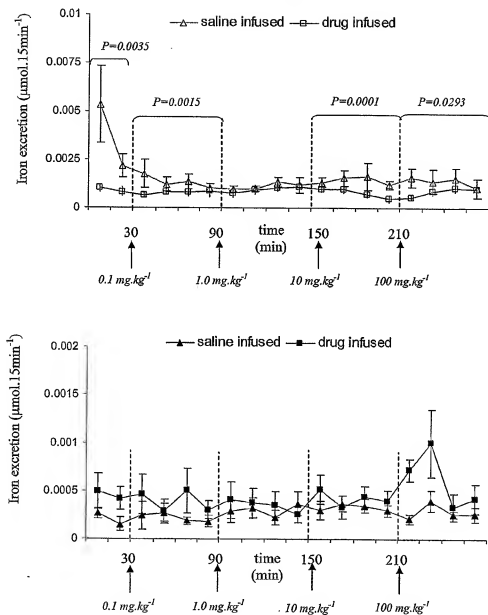 saline infused drug infused
0.01
P=0.0035
0.0075
P=0.0015 P=0.0001 P=0.0293
0.005
0.0025
0
Iron excretion (µmol.15min⁻¹)
30 90 time (min) 150 210
0.1 mg.kg⁻¹ 1.0 mg.kg⁻¹ 10 mg.kg⁻¹ 100 mg.kg⁻¹
0.002
saline infused drug infused
0.0015
0.001
0.0005
0
Iron excretion (µmol.15min⁻¹)
30 90 time (min) 150 210
0.1 mg.kg⁻¹ 1.0 mg.kg⁻¹ 10 mg.kg⁻¹ 100 mg.kg⁻¹